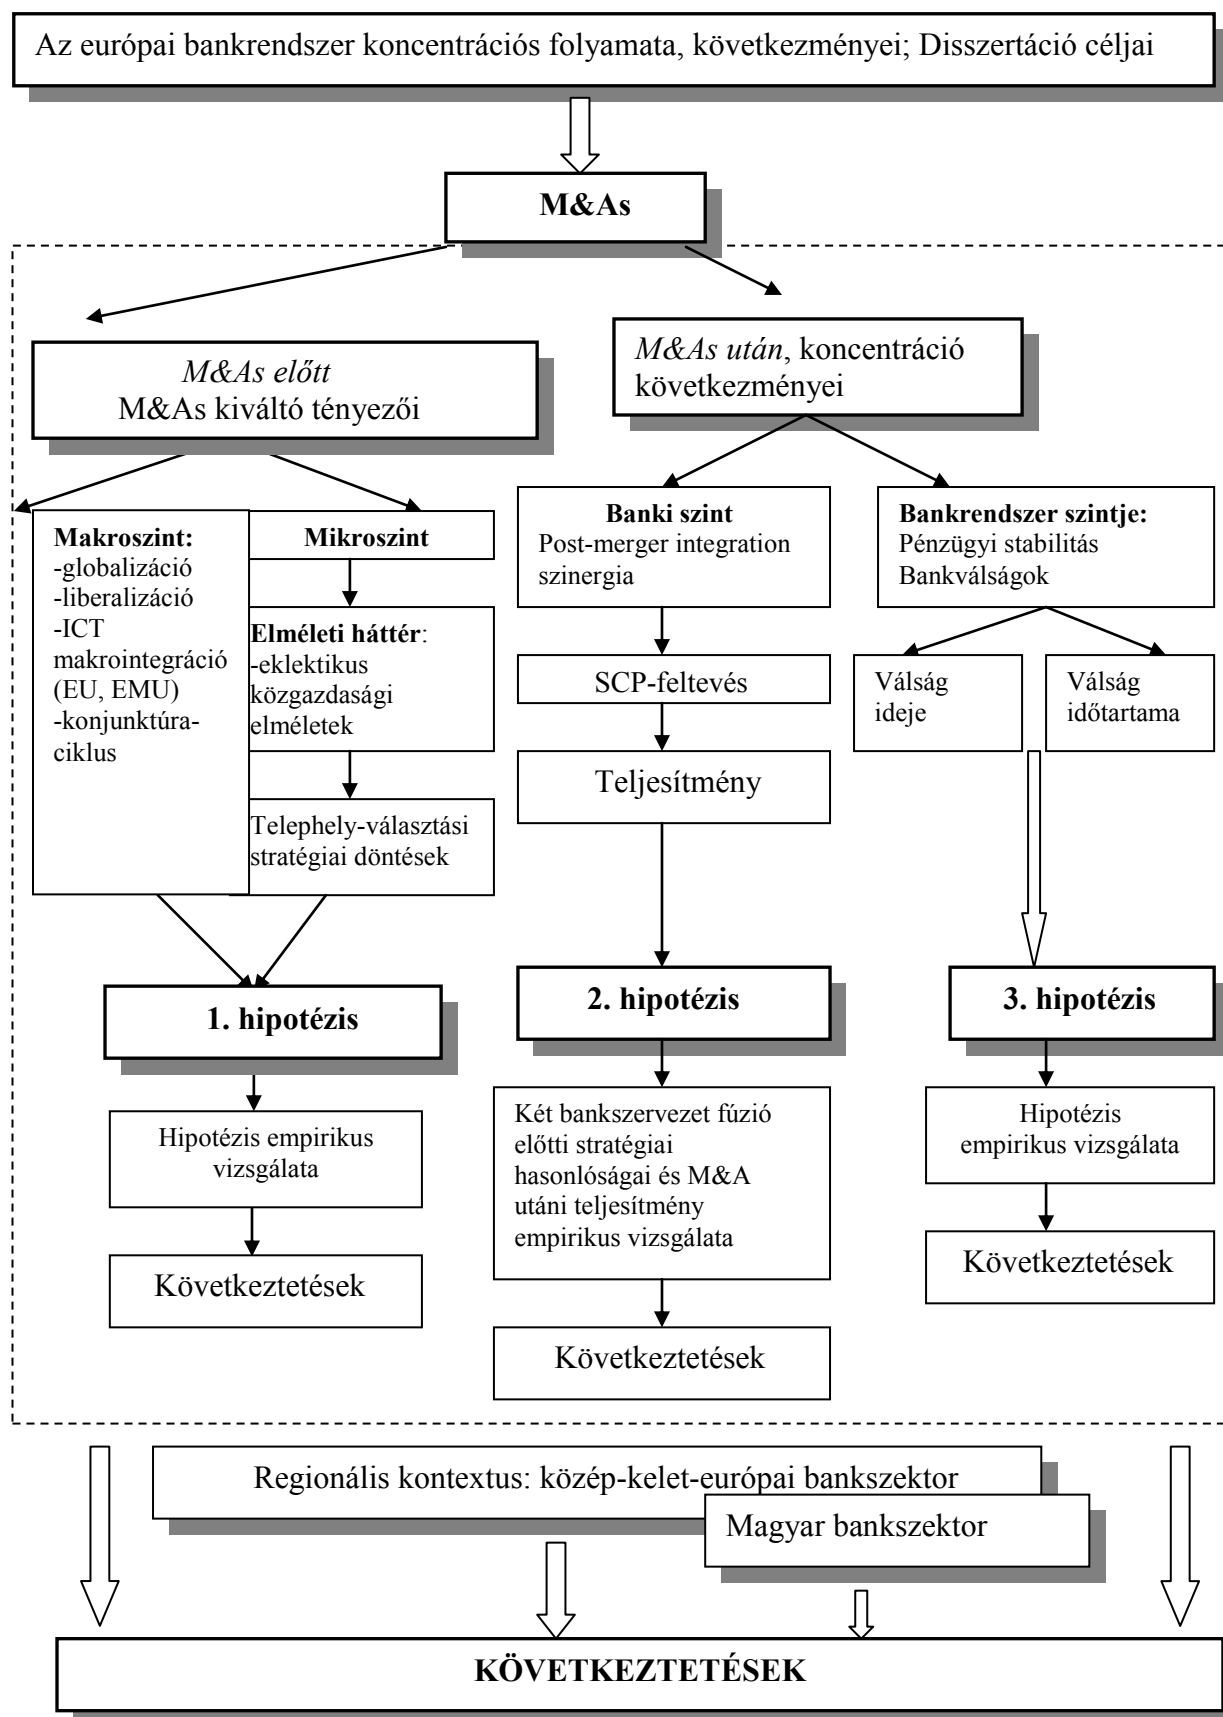 Az európai bankrendszer koncentrációs folyamata, következményei; Disszertáció céljai
M&As
M&As előtt
M&As kiváltó tényezői
M&As után, koncentráció
következményei
Makroszint:
-globalizáció
-liberalizáció
-ICT
makrointegráció
(EU, EMU)
-konjunktúra-
ciklus
Mikroszint
Elméleti háttér:
-eklektikus
közgazdasági
elméletek
Telephely-választási
stratégiai döntések
Banki szint
Post-merger integration
szinergia
SCP-feltevés
Teljesítmény
Bankrendszer szintje:
Pénzügyi stabilitás
Bankválságok
Válság
ideje
Válság
időtartama
1. hipotézis
2. hipotézis
3. hipotézis
Hipotézis empirikus
vizsgálata
Következtetések
Két bankszervezet fúzió
előtti stratégiai
hasonlóságai és M&A
utáni teljesítmény
empirikus vizsgálata
Következtetések
Hipotézis
empirikus vizsgálata
Következtetések
Regionális kontextus: közép-kelet-európai bankszektor
Magyar bankszektor
KÖVETKEZTETÉSEK